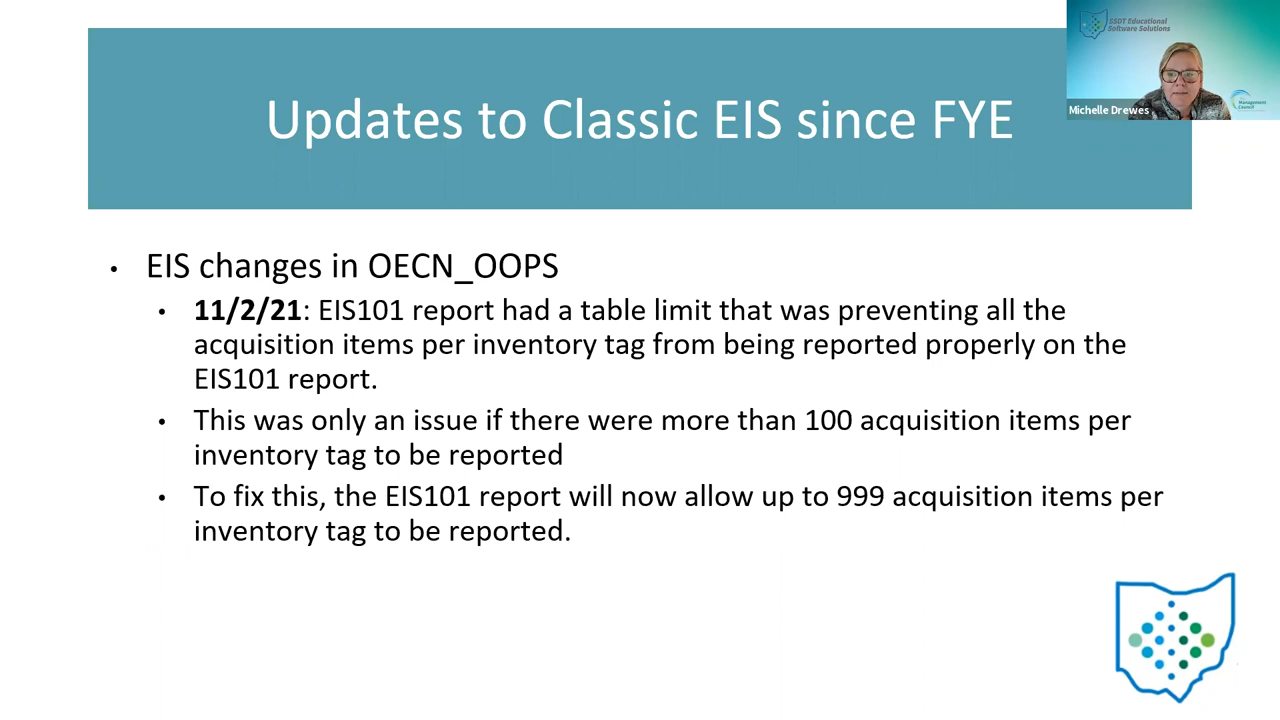 SSDT Educational
Software Solutions
Management
Council
Michelle Drewes
Updates to Classic EIS since FYE
• EIS changes in OECN_OOPS
• 11/2/21: EIS101 report had a table limit that was preventing all the
acquisition items per inventory tag from being reported properly on the
EIS101 report.
• This was only an issue if there were more than 100 acquisition items per
inventory tag to be reported
• To fix this, the EIS101 report will now allow up to 999 acquisition items per
inventory tag to be reported.